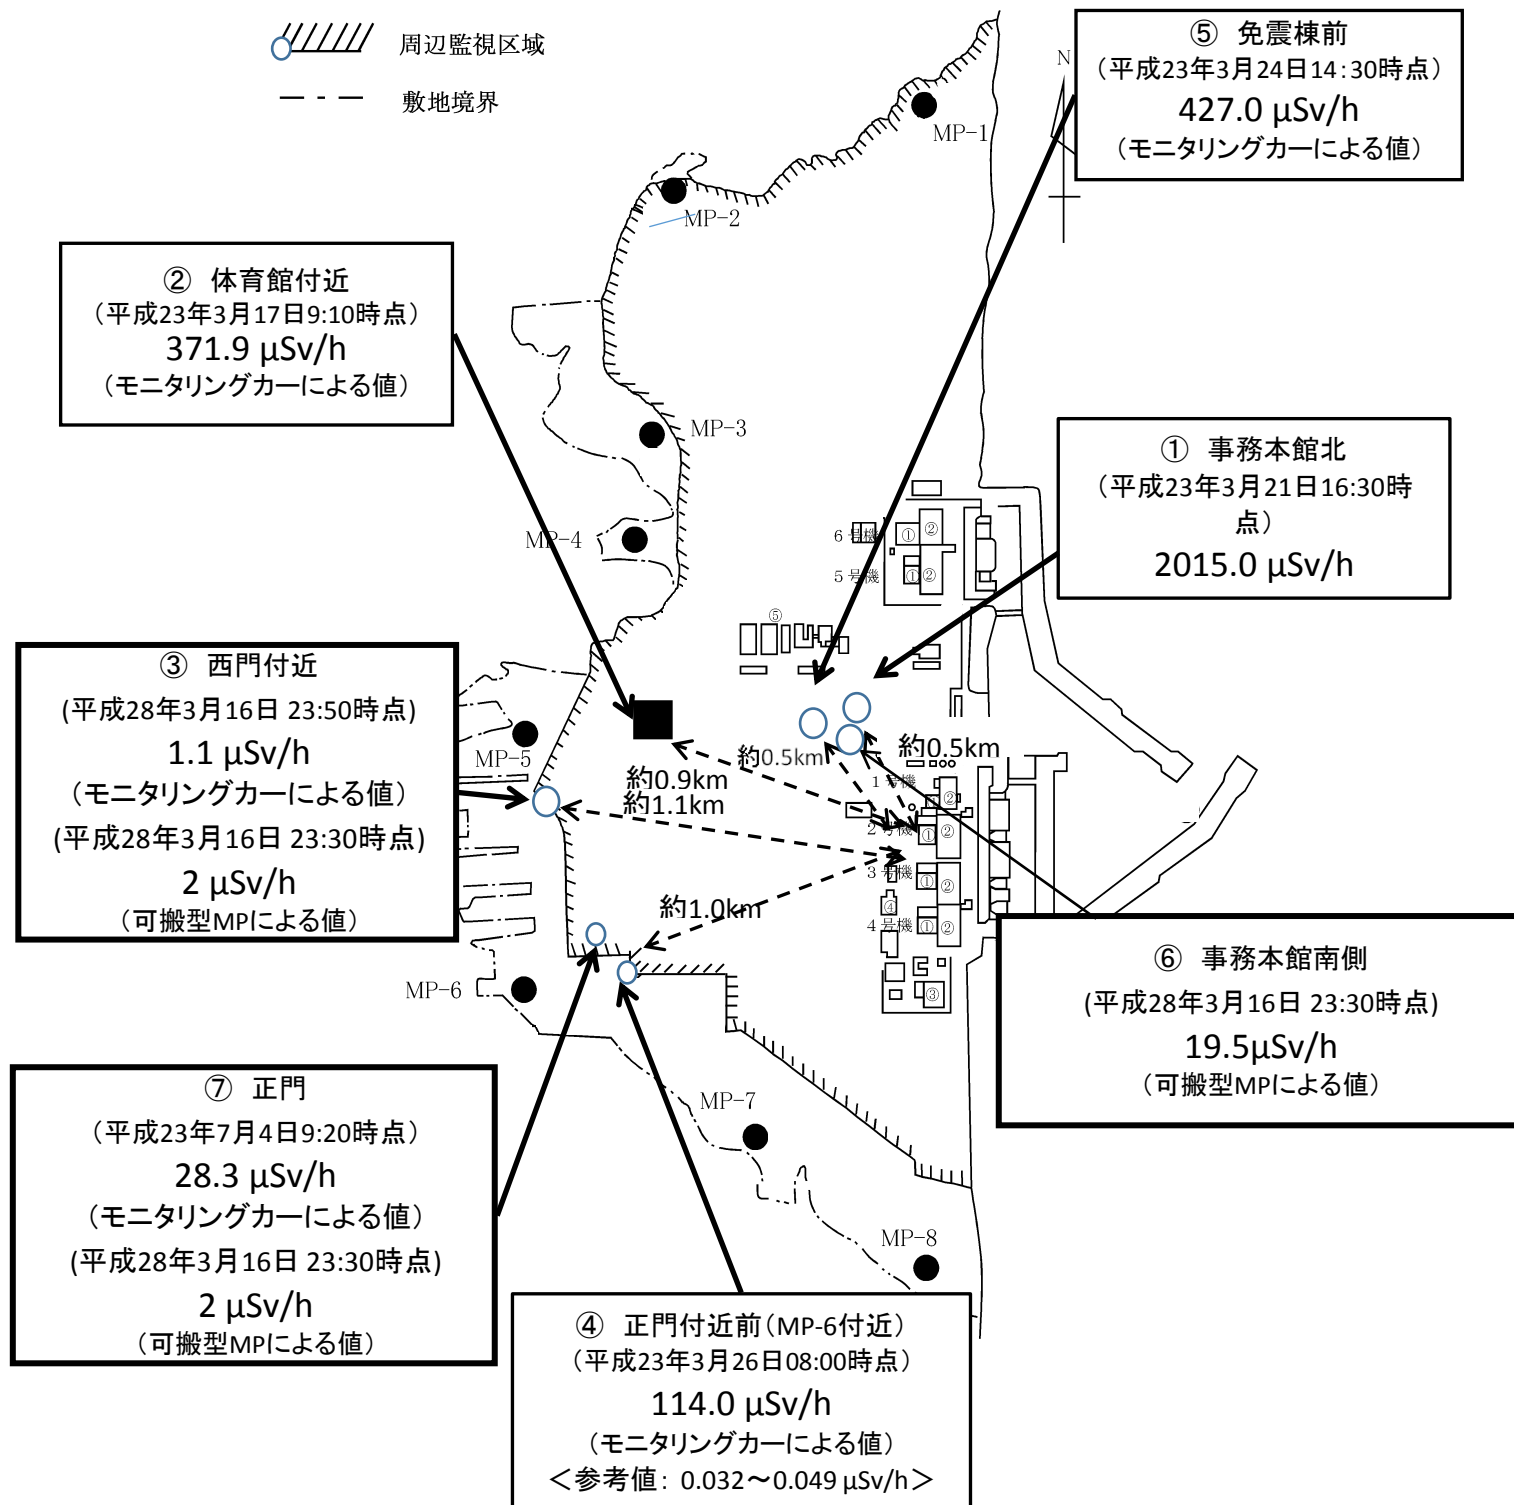 周辺監視区域
敷地境界
N
⑤ 免震棟前
(平成23年3月24日14:30時点)
427.0 μSv/h
(モニタリングカーによる値)
MP-1
MP-2
② 体育館付近
(平成23年3月17日9:10時点)
371.9 μSv/h
(モニタリングカーによる値)
MP-3
① 事務本館北
(平成23年3月21日16:30時
点)
2015.0 μSv/h
MP-4
6号機
① ②
5号機
① ②
⑤
③ 西門付近
(平成28年3月16日 23:50時点)
1.1 μSv/h
(モニタリングカーによる値)
(平成28年3月16日 23:30時点)
2 μSv/h
(可搬型MPによる値)
MP-5
約0.5km
約0.5km
約0.9km
約1.1km
1号機
① ②
2号機
① ②
3号機
① ②
④
4号機
① ②
③
約1.0km
MP-6
⑥ 事務本館南側
(平成28年3月16日 23:30時点)
19.5μSv/h
(可搬型MPによる値)
⑦ 正門
(平成23年7月4日9:20時点)
28.3 μSv/h
(モニタリングカーによる値)
(平成28年3月16日 23:30時点)
2 μSv/h
(可搬型MPによる値)
MP-7
MP-8
④ 正門付近前(MP-6付近)
(平成23年3月26日08:00時点)
114.0 μSv/h
(モニタリングカーによる値)
<参考値: 0.032~0.049 μSv/h>